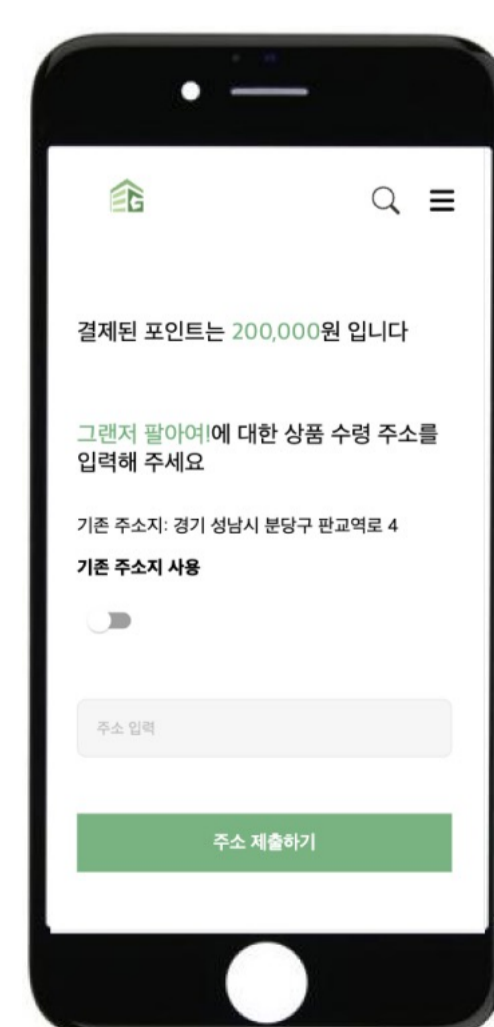 G
결제된 포인트는 200,000원 입니다
그랜저 팔아여!에 대한 상품 수령 주소를
입력해 주세요
기존 주소지: 경기 성남시 분당구 판교역로 4
기존 주소지 사용
주소 입력
주소 제출하기